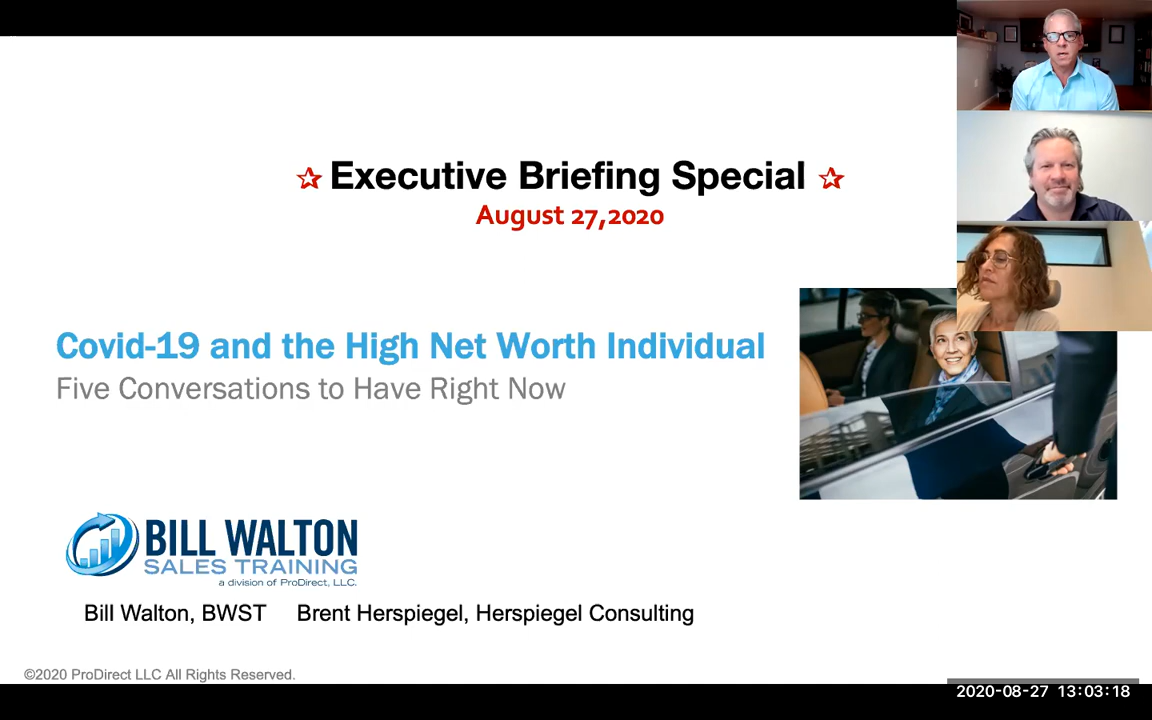 ☆ Executive Briefing Special ☆
August 27,2020
Covid-19 and the High Net Worth Individual
Five Conversations to Have Right Now
BILL WALTON
SALES TRAINING
a division of ProDirect, LLC.
Bill Walton, BWST Brent Herspiegel, Herspiegel Consulting
©2020 ProDirect LLC All Rights Reserved.
2020-08-27 13:03:18